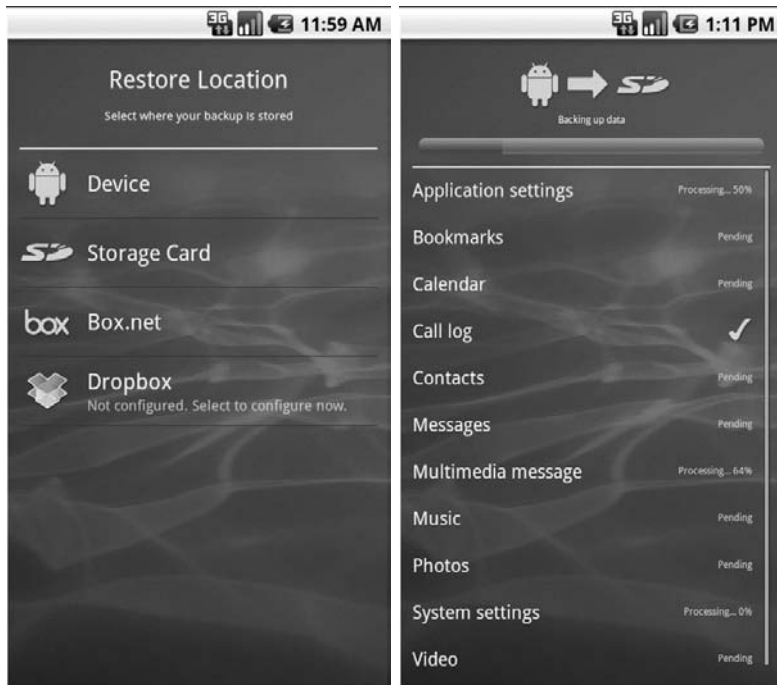 3G 11:59 AM
Restore Location
Select where your backup is stored
Device
Storage Card
box Box.net
Dropbox
Not configured. Select to configure now.
3G 1:11 PM
Backing up data
Application settings Processing... 50%
Bookmarks Pending
Calendar Pending
Call log
Contacts Pending
Messages Pending
Multimedia message Processing... 64%
Music Pending
Photos Pending
System settings Processing... 0%
Video Pending